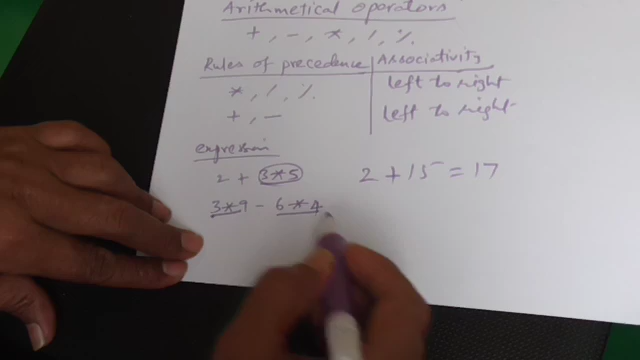 Arithmetical operators
+, -, *, /, %
Rules of precedence Associativity
*, /, % left to right
+, - left to right
expression
2 + 3*5 2 + 15 = 17
3*9 - 6*4